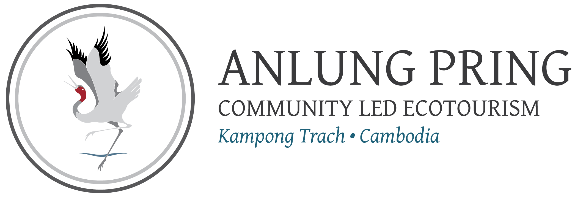 ANLUNG PRING
COMMUNITY LED ECOTOURISM
Kampong Trach • Cambodia